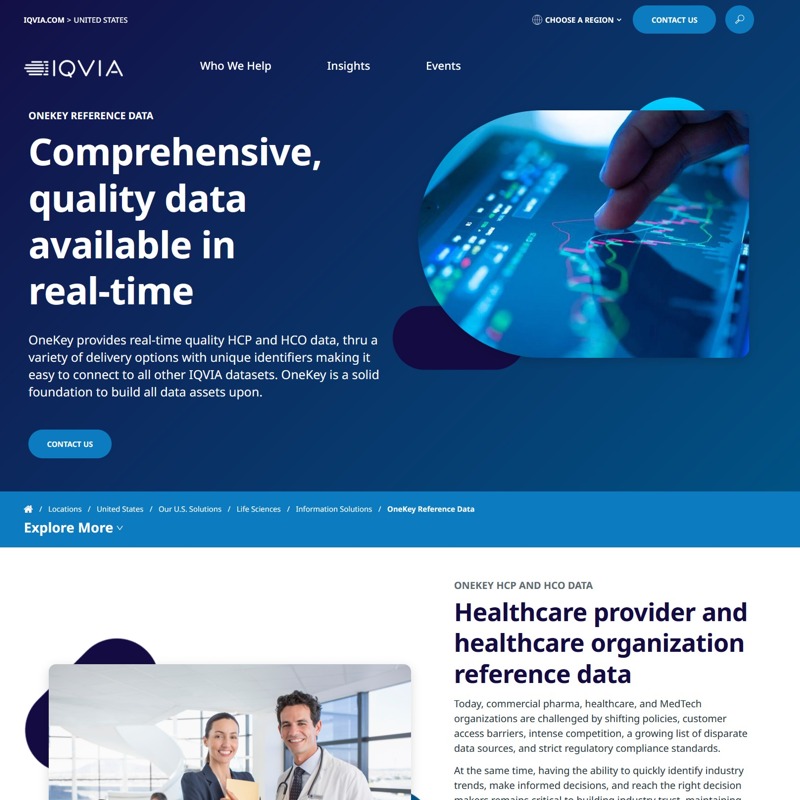 IQVIA.COM > UNITED STATES
CHOOSE A REGION
CONTACT US
IQVIA
Who We Help
Insights
Events
ONEKEY REFERENCE DATA
Comprehensive,
quality data
available in
real-time
OneKey provides real-time quality HCP and HCO data, thru a
variety of delivery options with unique identifiers making it
easy to connect to all other IQVIA datasets. OneKey is a solid
foundation to build all data assets upon.
CONTACT US
/ Locations / United States / Our U.S. Solutions / Life Sciences / Information Solutions / OneKey Reference Data
Explore More
ONEKEY HCP AND HCO DATA
Healthcare provider and
healthcare organization
reference data
Today, commercial pharma, healthcare, and MedTech
organizations are challenged by shifting policies, customer
access barriers, intense competition, a growing list of disparate
data sources, and strict regulatory compliance standards.
At the same time, having the ability to quickly identify industry
trends, make informed decisions, and reach the right decision
makers remains critical to building industry trust, maintaining